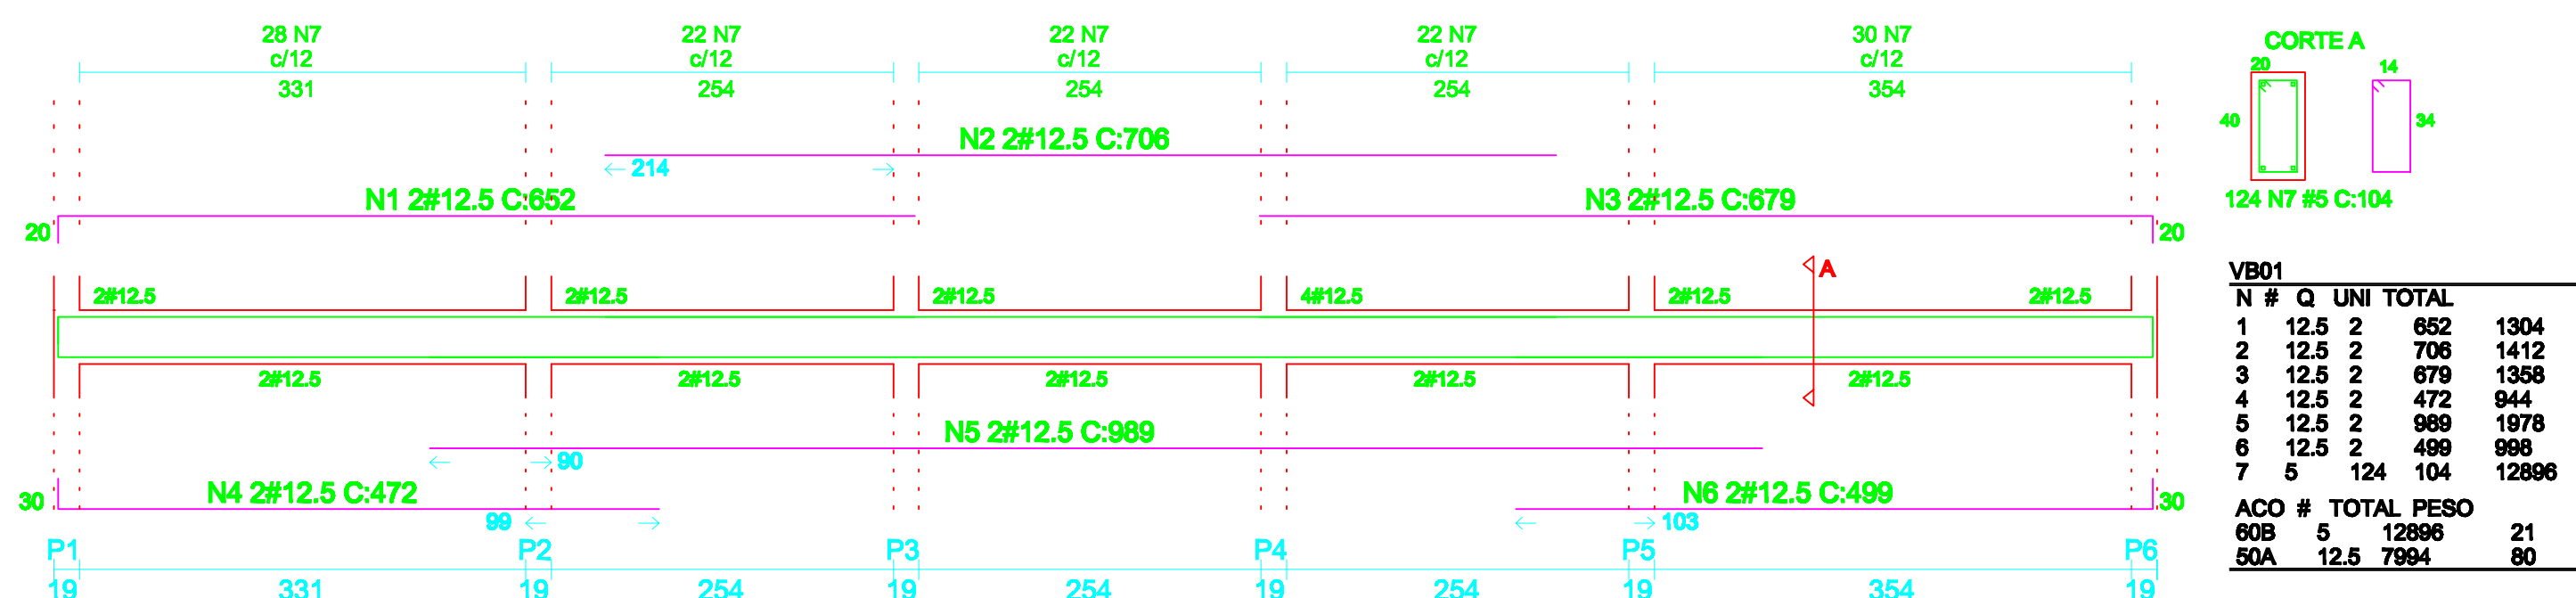 28 N7 22 N7 22 N7 22 N7 30 N7
c/12 c/12 c/12 c/12 c/12
331 254 254 254 354
N2 2#12.5 C:706
214
N1 2#12.5 C:652 N3 2#12.5 C:679
20 20
A
2#12.5 2#12.5 2#12.5 4#12.5 2#12.5 2#12.5
2#12.5 2#12.5 2#12.5 2#12.5 2#12.5
N5 2#12.5 C:989
90
N4 2#12.5 C:472 N6 2#12.5 C:499
30 30
99 103
P1 P2 P3 P4 P5 P6
19 331 19 254 19 254 19 254 19 354 19
CORTE A
20 14
40 34
124 N7 #5 C:104
VB01
N # Q UNI TOTAL
1 12.5 2 652 1304
2 12.5 2 706 1412
3 12.5 2 679 1358
4 12.5 2 472 944
5 12.5 2 989 1978
6 12.5 2 499 998
7 5 124 104 12896
ACO # TOTAL PESO
60B 5 12896 21
50A 12.5 7994 80